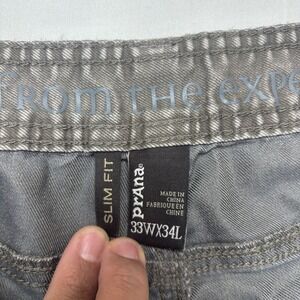 from the expe
SLIM FIT
prAna
MADE IN
CHINA
FABRIQUE EN
CHINE
33WX34L